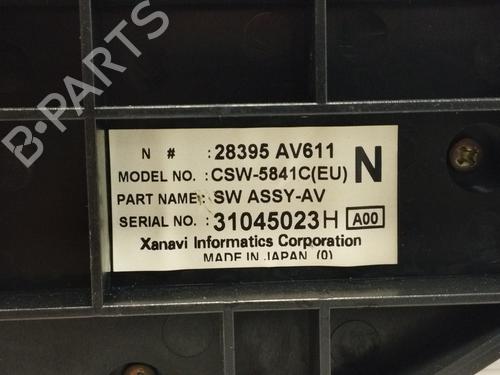 B-PARTS
N # : 28395 AV611
MODEL NO. : CSW-5841C(EU) N
PART NAME: SW ASSY-AV
SERIAL NO. : 31045023H A00
Xanavi Informatics Corporation
MADE IN JAPAN (0)